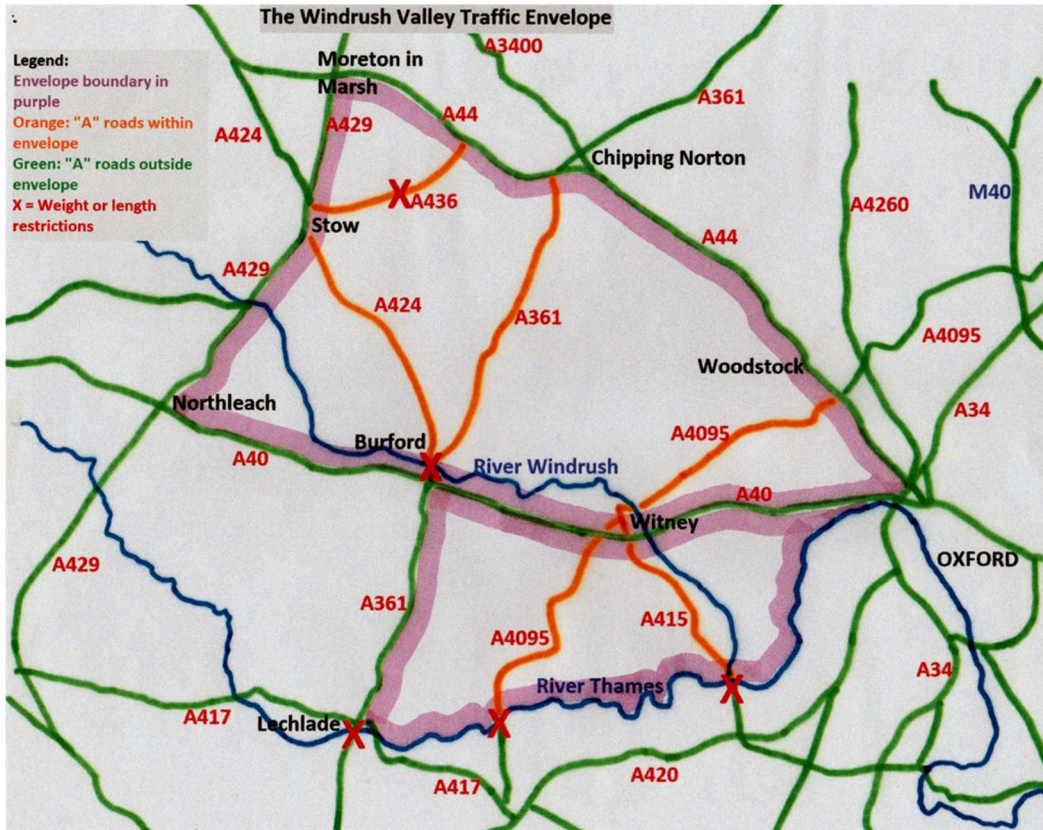 The Windrush Valley Traffic Envelope
Legend:
Envelope boundary in
purple
Orange: "A" roads within
envelope
Green: "A" roads outside
envelope
X = Weight or length
restrictions
A3400
Moreton in
Marsh
A44
A361
A424
A429
Chipping Norton
X
A436
A4260
M40
Stow
A44
A429
A424
A361
A4095
Woodstock
Northleach
A34
A4095
Burford
A40
X
River Windrush
A40
Witney
OXFORD
A429
A361
A415
A4095
A34
River Thames
X
A417
Lechlade
X
X
A420
A417